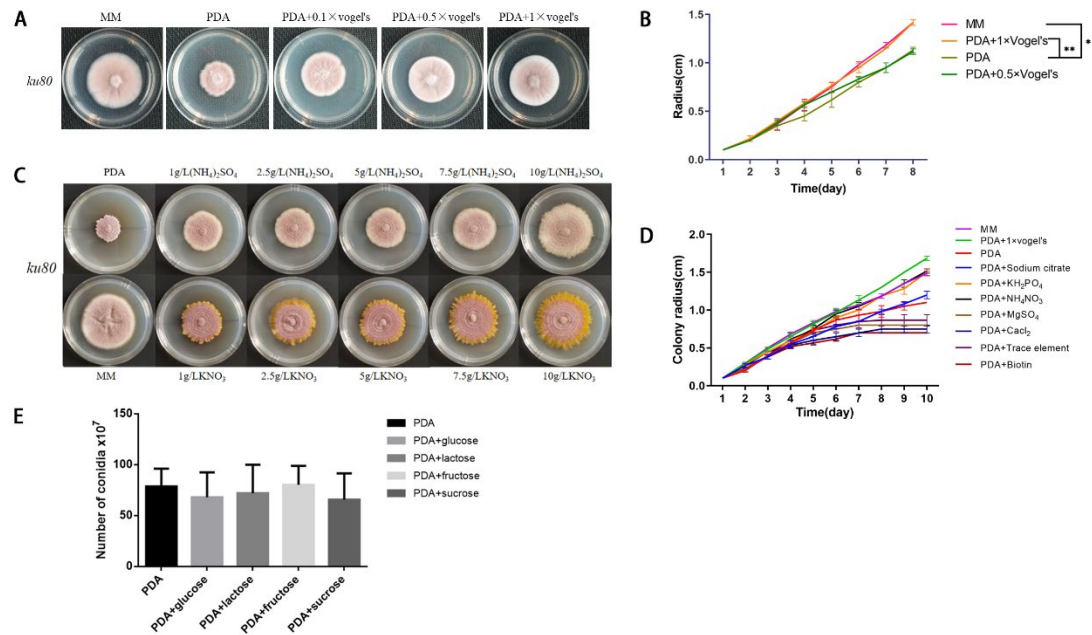 A
MM PDA PDA+0.1×vogel's PDA+0.5×vogel's PDA+1×vogel's
ku80
B
Radius(cm)
1.5
1.0
0.5
0.0
1 2 3 4 5 6 7 8
Time(day)
MM
PDA+1×Vogel's
PDA
PDA+0.5×Vogel's
**
*
C
PDA 1g/L(NH4)2SO4 2.5g/L(NH4)2SO4 5g/L(NH4)2SO4 7.5g/L(NH4)2SO4 10g/L(NH4)2SO4
ku80
MM 1g/LKNO3 2.5g/LKNO3 5g/LKNO3 7.5g/LKNO3 10g/LKNO3
D
Colony radius(cm)
2.0
1.5
1.0
0.5
0.0
1 2 3 4 5 6 7 8 9 10
Time(day)
MM
PDA+1×vogel's
PDA
PDA+Sodium citrate
PDA+KH2PO4
PDA+NH4NO3
PDA+MgSO4
PDA+Cacl2
PDA+Trace element
PDA+Biotin
E
Number of conidia x10^7
150
100
50
0
PDA
PDA+glucose
PDA+lactose
PDA+fructose
PDA+sucrose
PDA
PDA+glucose
PDA+lactose
PDA+fructose
PDA+sucrose